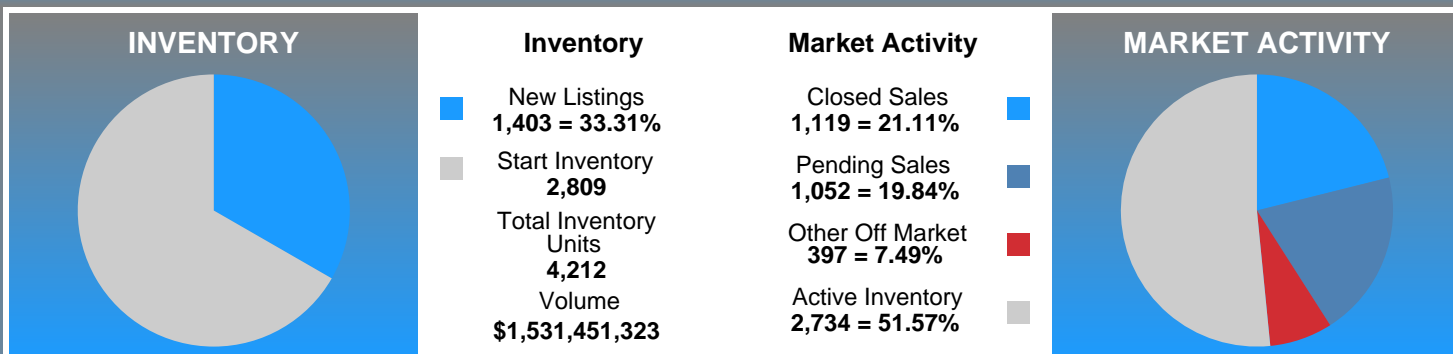 INVENTORY
Inventory
New Listings
1,403 = 33.31%
Start Inventory
2,809
Total Inventory
Units
4,212
Volume
$1,531,451,323
Market Activity
Closed Sales
1,119 = 21.11%
Pending Sales
1,052 = 19.84%
Other Off Market
397 = 7.49%
Active Inventory
2,734 = 51.57%
MARKET ACTIVITY